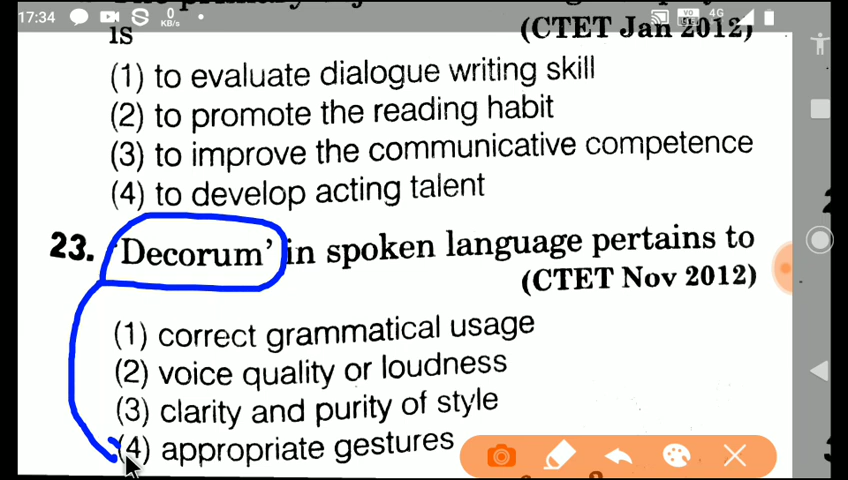 17:34 S 0 KB/s VO 4G
is (CTET Jan 2012)
(1) to evaluate dialogue writing skill
(2) to promote the reading habit
(3) to improve the communicative competence
(4) to develop acting talent
23. 'Decorum' in spoken language pertains to
(CTET Nov 2012)
(1) correct grammatical usage
(2) voice quality or loudness
(3) clarity and purity of style
(4) appropriate gestures